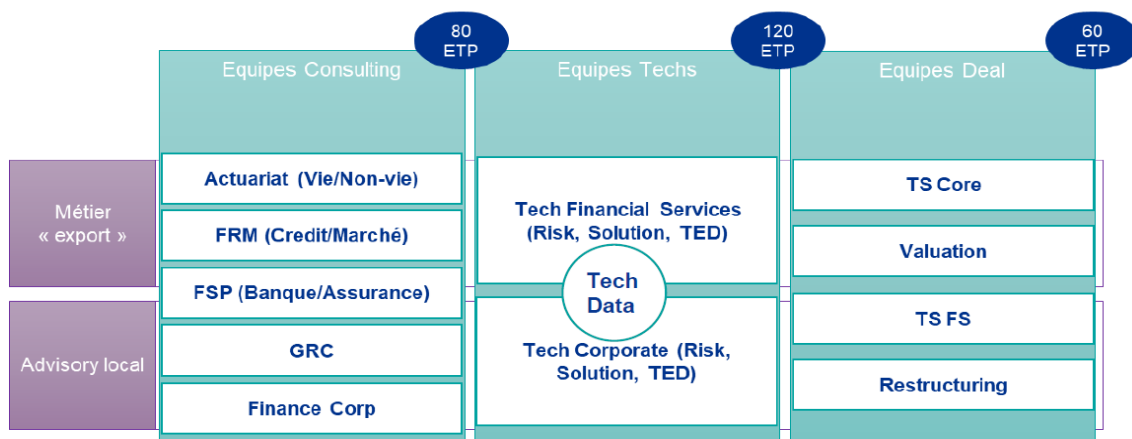 80
ETP
120
ETP
60
ETP
Equipes Consulting
Equipes Techs
Equipes Deal
Métier
« export »
Actuariat (Vie/Non-vie)
FRM (Credit/Marché)
FSP (Banque/Assurance)
Tech Financial Services
(Risk, Solution, TED)
Tech
Data
TS Core
Valuation
Advisory local
GRC
Finance Corp
Tech Corporate (Risk,
Solution, TED)
TS FS
Restructuring